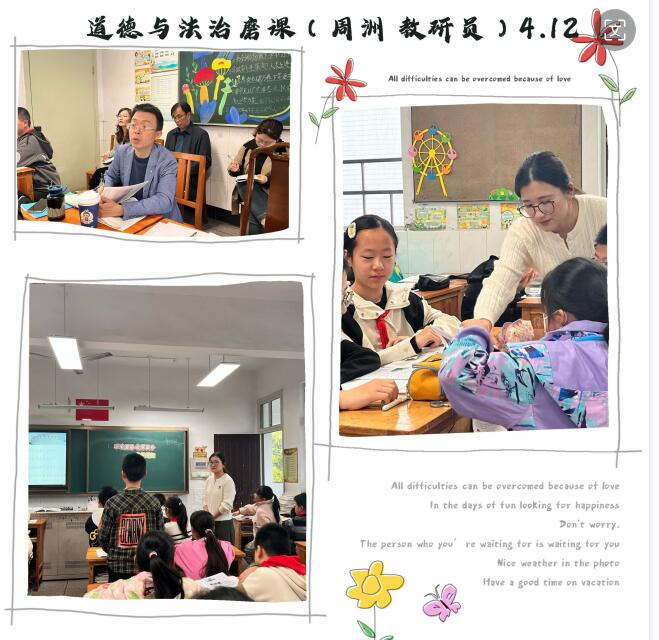 道德与法治磨课（周洲 教研员）4.12
All difficulties can be overcomed because of love
All difficulties can be overcomed because of love
In the days of fun looking for happiness
Don't worry.
The person who you’re waiting for is waiting for you
Nice weather in the photo
Have a good time on vacation